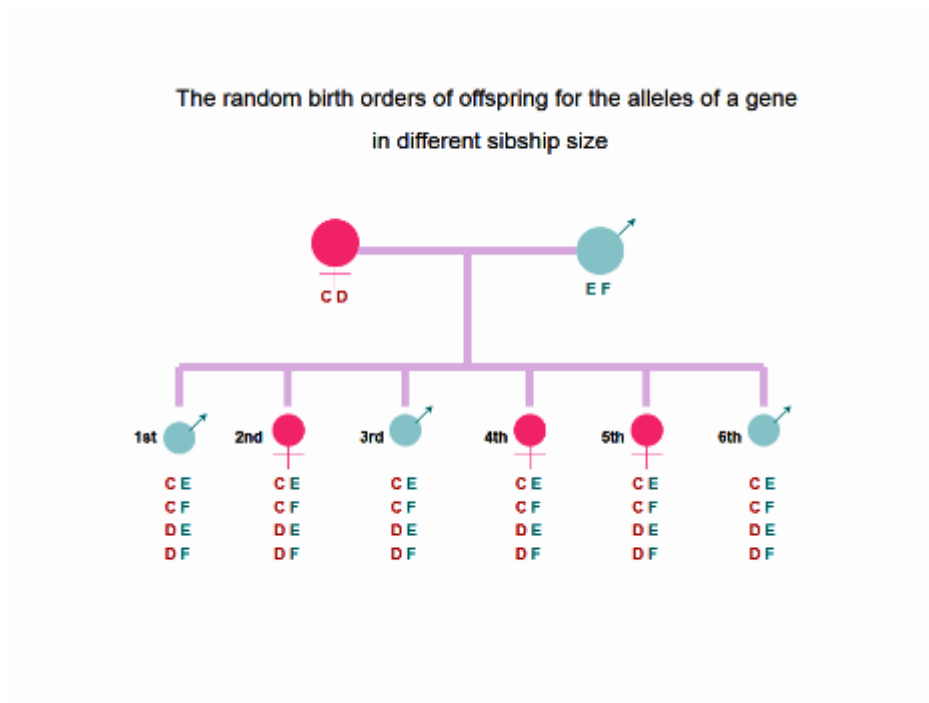 The random birth orders of offspring for the alleles of a gene
in different sibship size
C D
E F
1st
2nd
3rd
4th
5th
6th
C E C E C E C E C E C E
C F C F C F C F C F C F
D E D E D E D E D E D E
D F D F D F D F D F D F